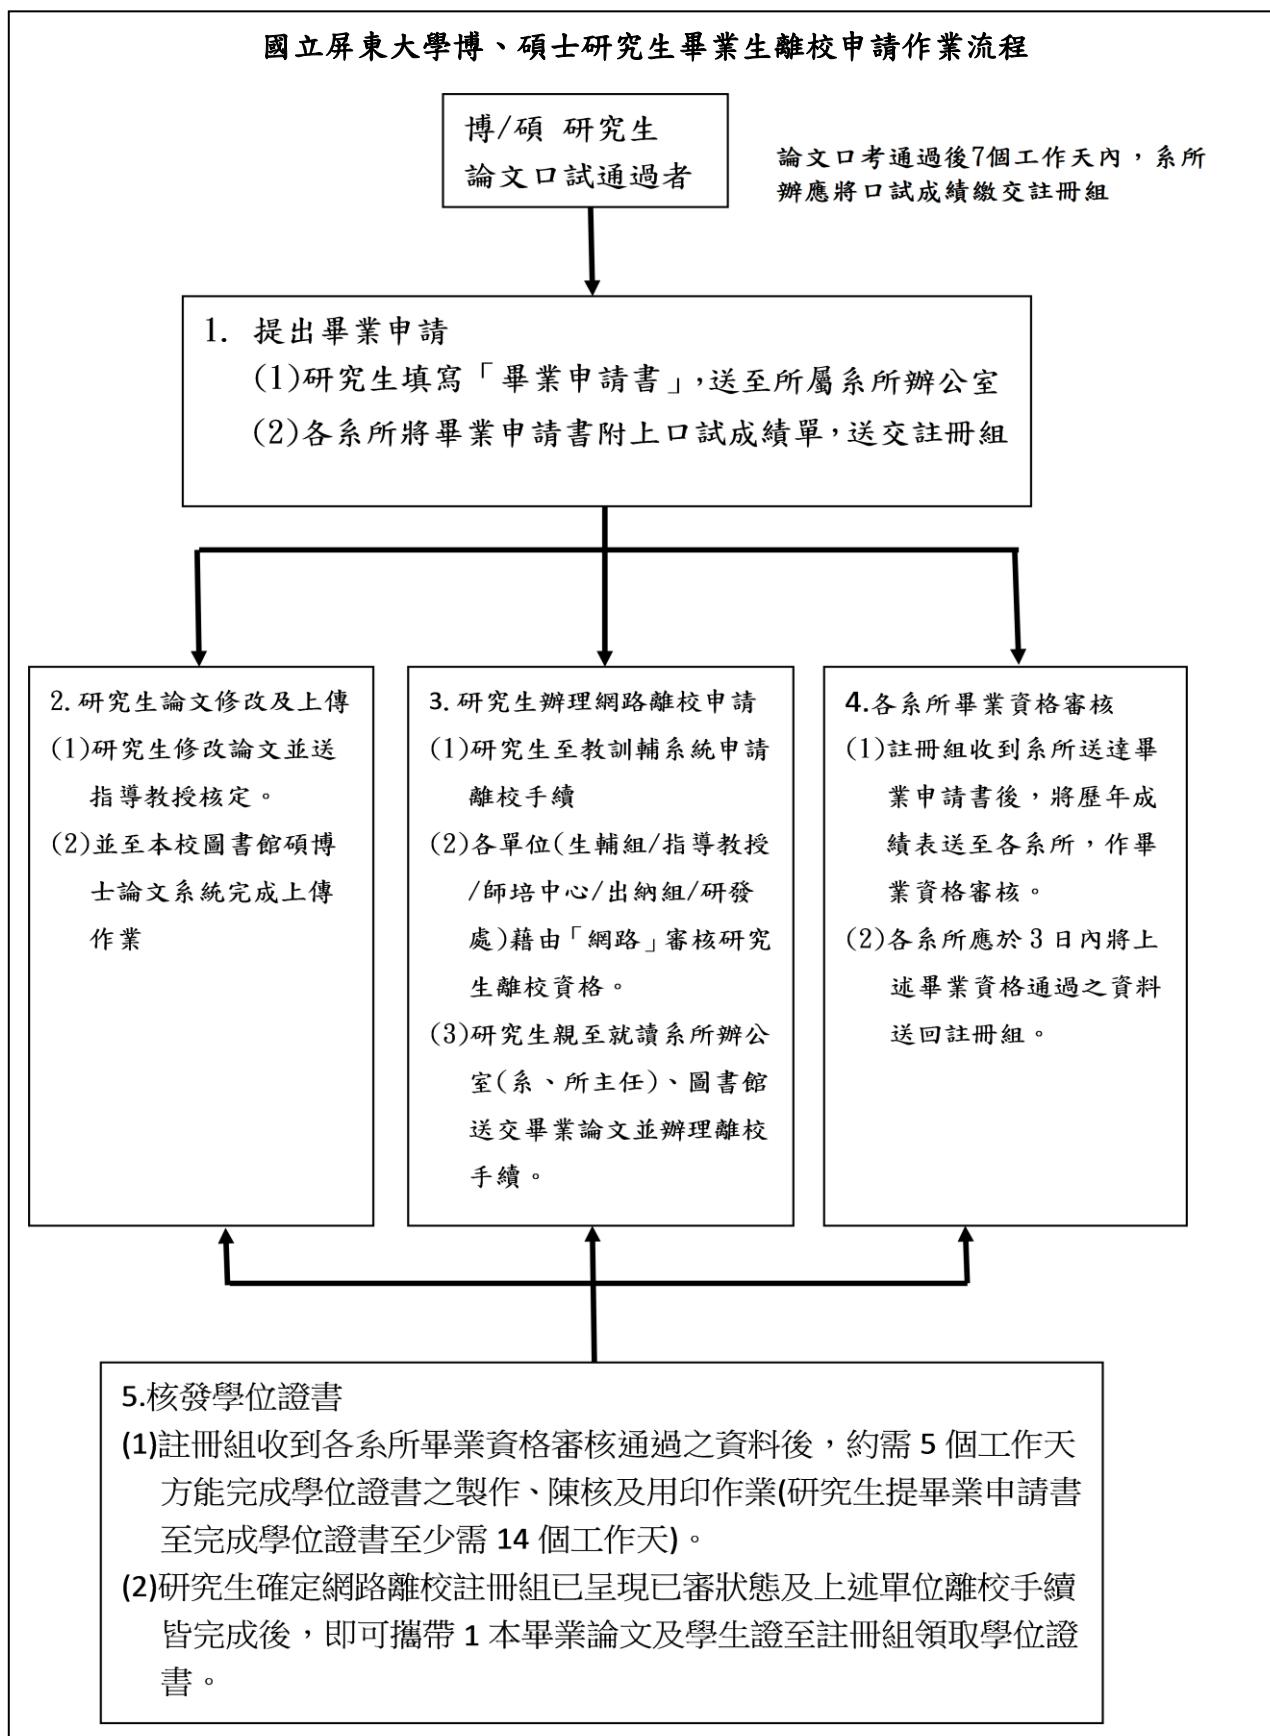 國立屏東大學博、碩士研究生畢業生離校申請作業流程
博/碩 研究生
論文口試通過者
論文口考通過後7個工作天內，系所
辦應將口試成績繳交註冊組
1. 提出畢業申請
(1)研究生填寫「畢業申請書」,送至所屬系所辦公室
(2)各系所將畢業申請書附上口試成績單,送交註冊組
2.研究生論文修改及上傳
(1)研究生修改論文並送
指導教授核定。
(2)並至本校圖書館碩博
士論文系統完成上傳
作業
3.研究生辦理網路離校申請
(1)研究生至教訓輔系統申請
離校手續
(2)各單位(生輔組/指導教授
/師培中心/出納組/研發
處)藉由「網路」審核研究
生離校資格。
(3)研究生親至就讀系所辦公
室(系、所主任)、圖書館
送交畢業論文並辦理離校
手續。
4.各系所畢業資格審核
(1)註冊組收到系所送達畢
業申請書後，將歷年成
績表送至各系所，作畢
業資格審核。
(2)各系所應於 3 日內將上
述畢業資格通過之資料
送回註冊組。
5.核發學位證書
(1)註冊組收到各系所畢業資格審核通過之資料後，約需 5 個工作天
方能完成學位證書之製作、陳核及用印作業(研究生提畢業申請書
至完成學位證書至少需 14 個工作天)。
(2)研究生確定網路離校註冊組已呈現已審狀態及上述單位離校手續
皆完成後，即可攜帶 1 本畢業論文及學生證至註冊組領取學位證
書。